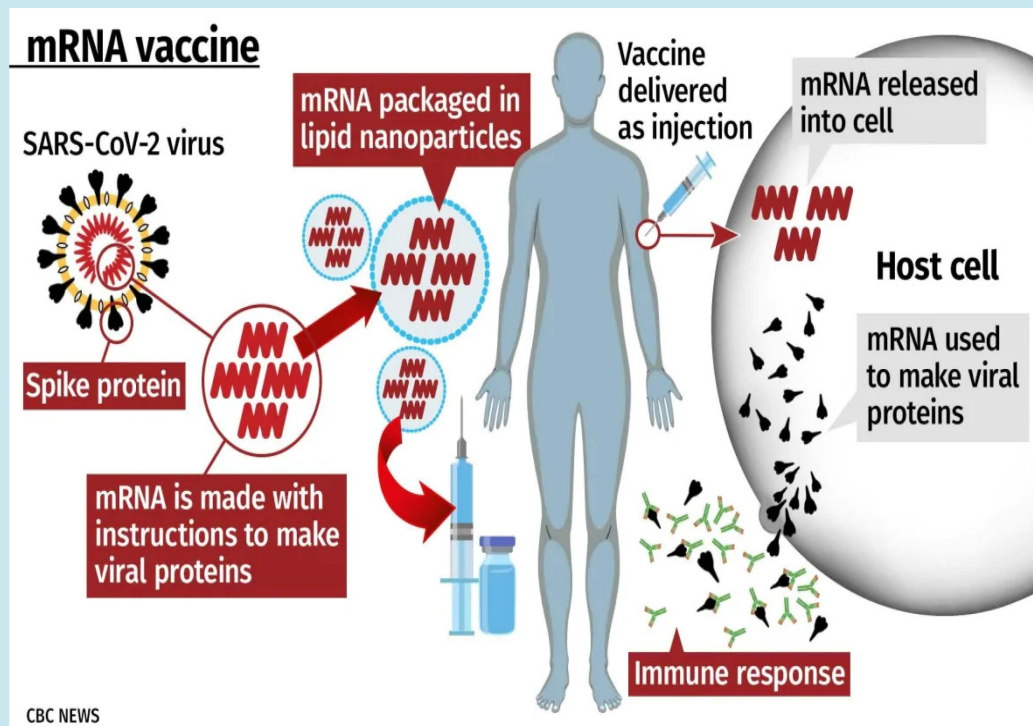 mRNA vaccine
SARS-CoV-2 virus
Spike protein
mRNA is made with
instructions to make
viral proteins
mRNA packaged in
lipid nanoparticles
Vaccine
delivered
as injection
mRNA released
into cell
Host cell
mRNA used
to make viral
proteins
Immune response
CBC NEWS